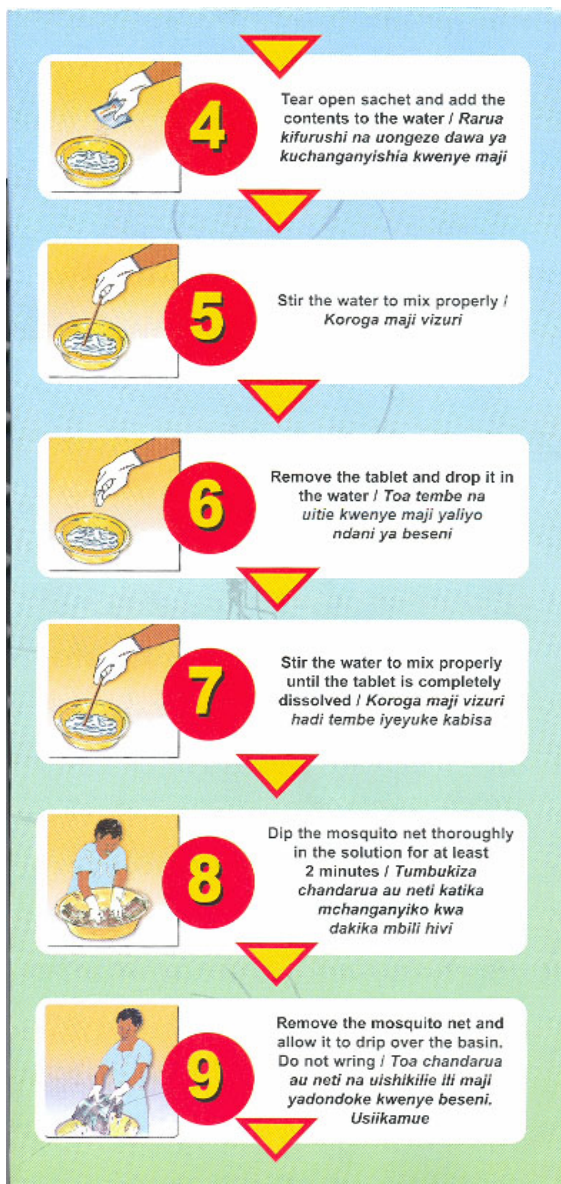 4
Tear open sachet and add the
contents to the water / Rarua
kifurushi na uongeze dawa ya
kuchanganyishia kwenye maji
5
Stir the water to mix properly /
Koroga maji vizuri
6
Remove the tablet and drop it in
the water / Toa tembe na
uitie kwenye maji yaliyo
ndani ya beseni
7
Stir the water to mix properly
until the tablet is completely
dissolved / Koroga maji vizuri
hadi tembe iyeyuke kabisa
8
Dip the mosquito net thoroughly
in the solution for at least
2 minutes / Tumbukiza
chandarua au neti katika
mchanganyiko kwa
dakika mbili hivi
9
Remove the mosquito net and
allow it to drip over the basin.
Do not wring / Toa chandarua
au neti na uishikilie ili maji
yadondoke kwenye beseni.
Usiikamue